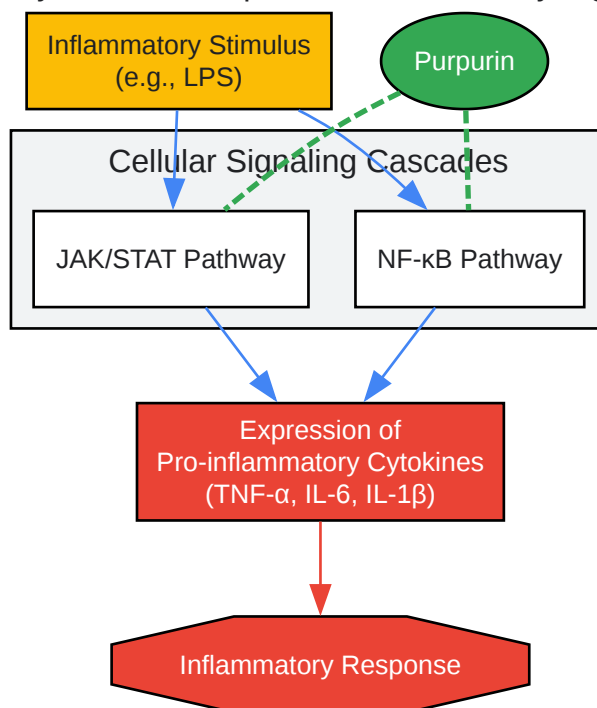 Inflammatory Stimulus
(e.g., LPS)
Purpurin
Cellular Signaling Cascades
JAK/STAT Pathway
NF-κB Pathway
Expression of
Pro-inflammatory Cytokines
(TNF-α, IL-6, IL-1β)
Inflammatory Response